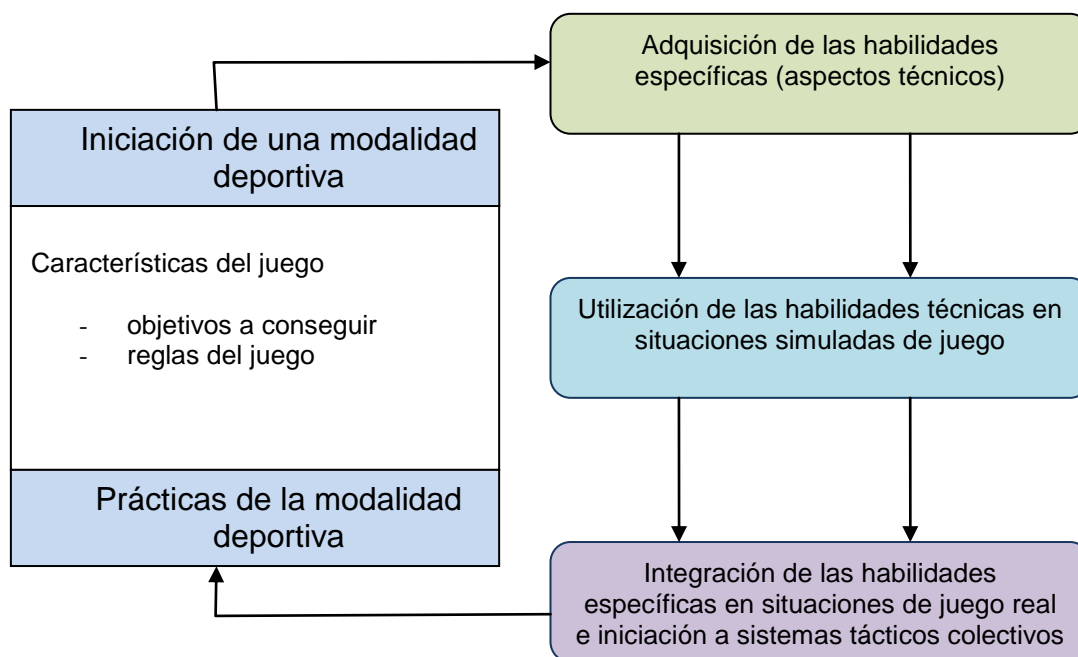 Iniciación de una modalidad
deportiva
Características del juego
- objetivos a conseguir
- reglas del juego
Prácticas de la modalidad
deportiva
Adquisición de las habilidades
específicas (aspectos técnicos)
Utilización de las habilidades técnicas en
situaciones simuladas de juego
Integración de las habilidades
específicas en situaciones de juego real
e iniciación a sistemas tácticos colectivos